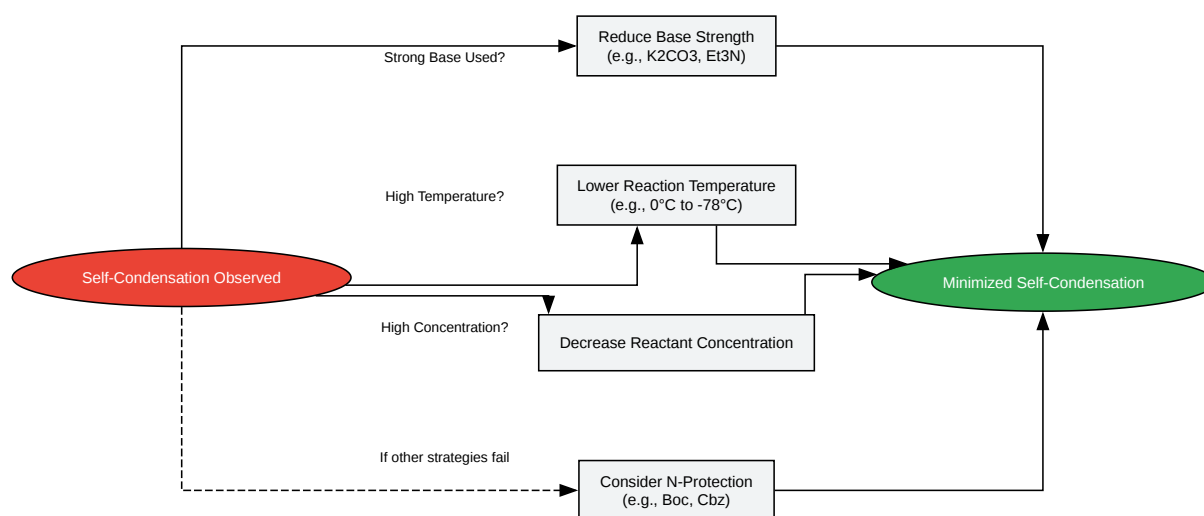 Reduce Base Strength
(e.g., K2CO3, Et3N)
Strong Base Used?
Lower Reaction Temperature
(e.g., 0°C to -78°C)
High Temperature?
Self-Condensation Observed
Minimized Self-Condensation
High Concentration?
Decrease Reactant Concentration
If other strategies fail
Consider N-Protection
(e.g., Boc, Cbz)